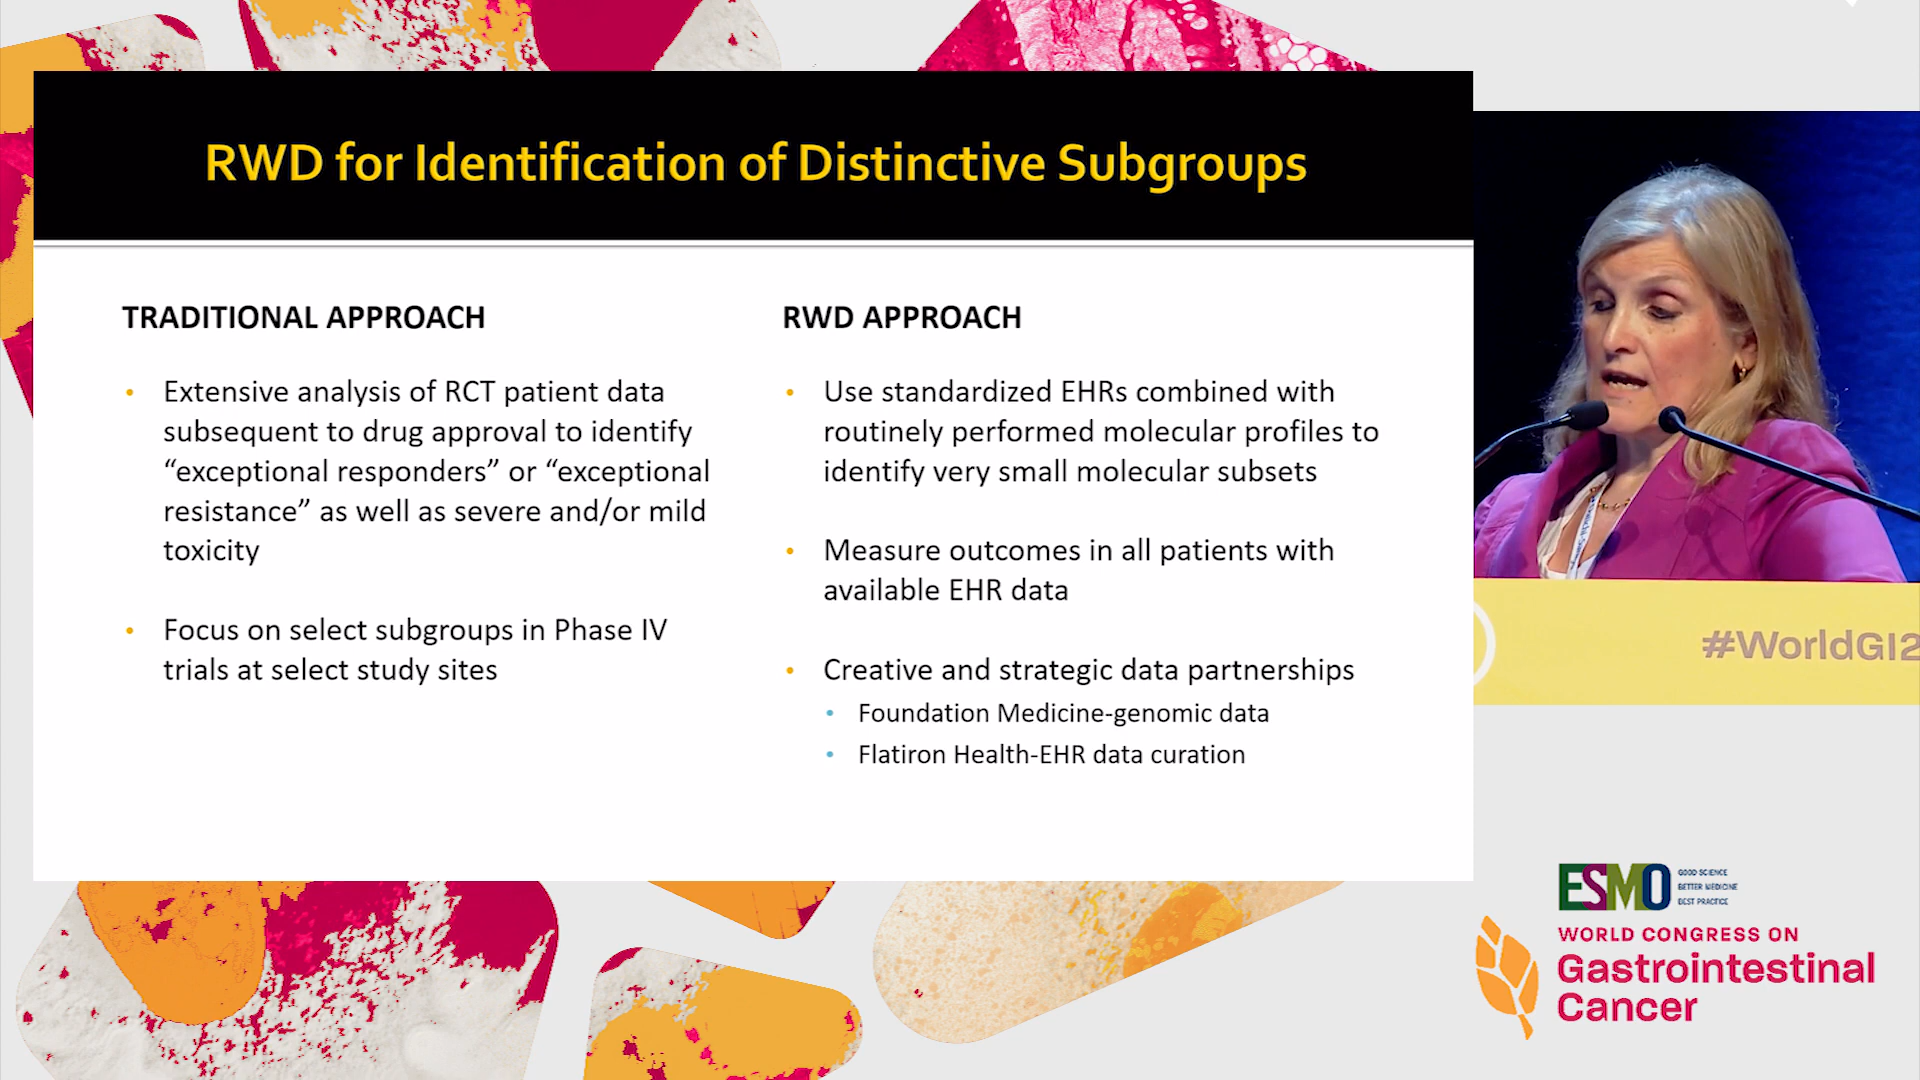 RWD for Identification of Distinctive Subgroups
TRADITIONAL APPROACH
• Extensive analysis of RCT patient data
subsequent to drug approval to identify
“exceptional responders” or “exceptional
resistance” as well as severe and/or mild
toxicity
• Focus on select subgroups in Phase IV
trials at select study sites
RWD APPROACH
• Use standardized EHRs combined with
routinely performed molecular profiles to
identify very small molecular subsets
• Measure outcomes in all patients with
available EHR data
• Creative and strategic data partnerships
• Foundation Medicine-genomic data
• Flatiron Health-EHR data curation
#WorldGI2
ESMO
GOOD SCIENCE
BETTER MEDICINE
BEST PRACTICE
WORLD CONGRESS ON
Gastrointestinal
Cancer